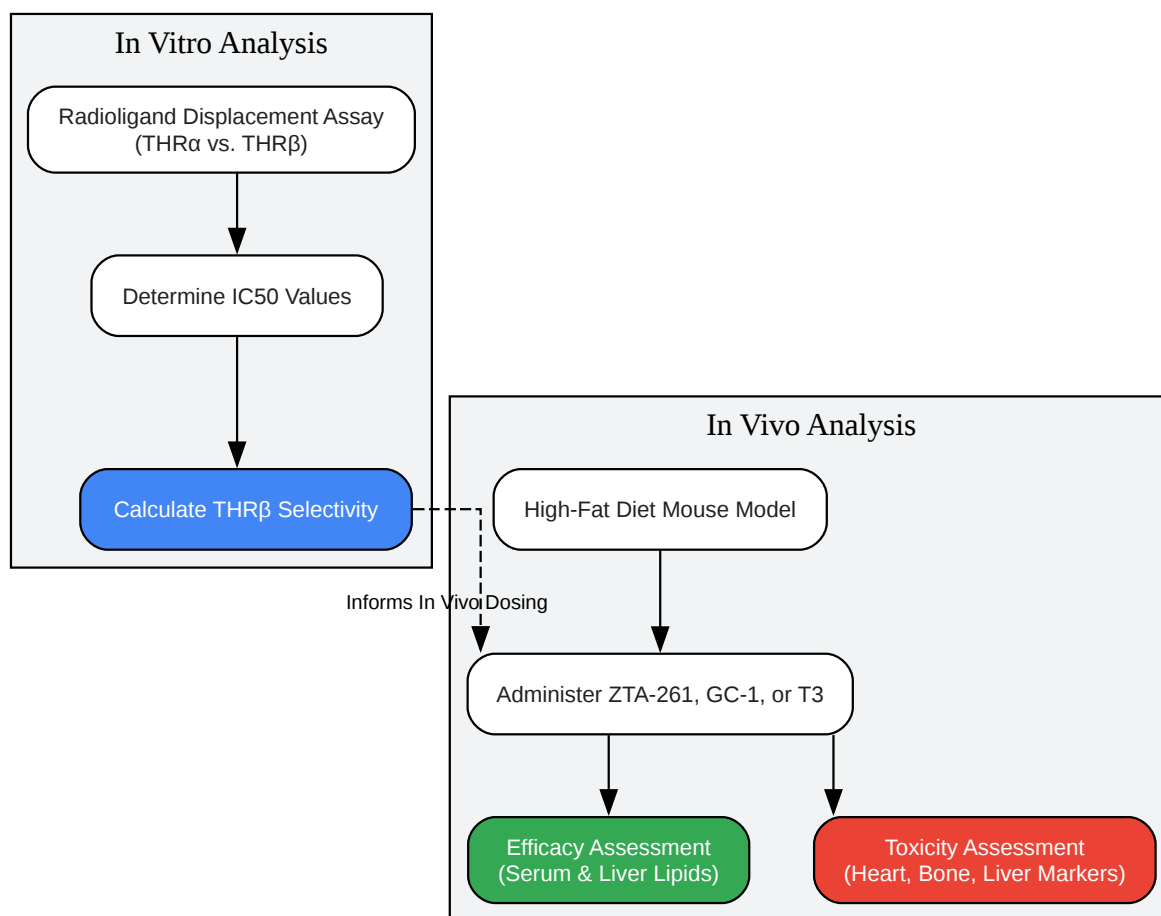 In Vitro Analysis
Radioligand Displacement Assay
(THRα vs. THRβ)
Determine IC50 Values
Calculate THRβ Selectivity
Informs In Vivo Dosing
In Vivo Analysis
High-Fat Diet Mouse Model
Administer ZTA-261, GC-1, or T3
Efficacy Assessment
(Serum & Liver Lipids)
Toxicity Assessment
(Heart, Bone, Liver Markers)